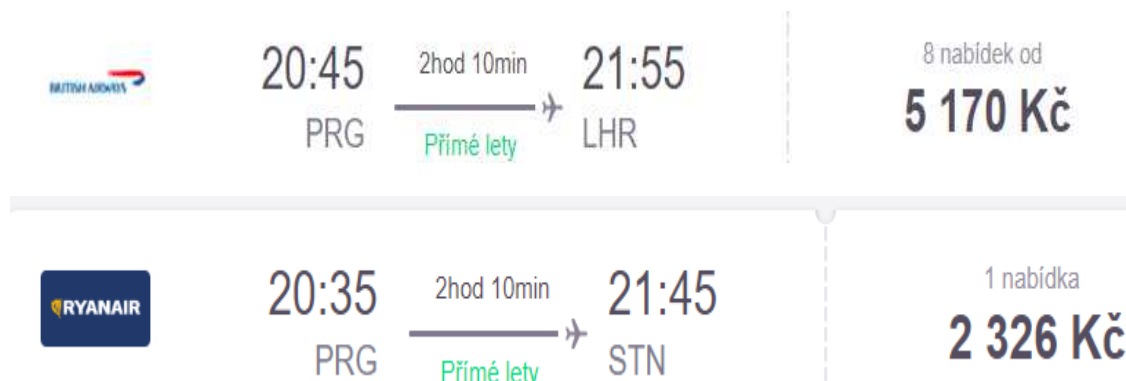 BRITISH AIRWAYS
20:45 2hod 10min 21:55
PRG Přímé lety LHR
8 nabídek od
5 170 Kč
RYANAIR
20:35 2hod 10min 21:45
PRG Přímé lety STN
1 nabídka
2 326 Kč